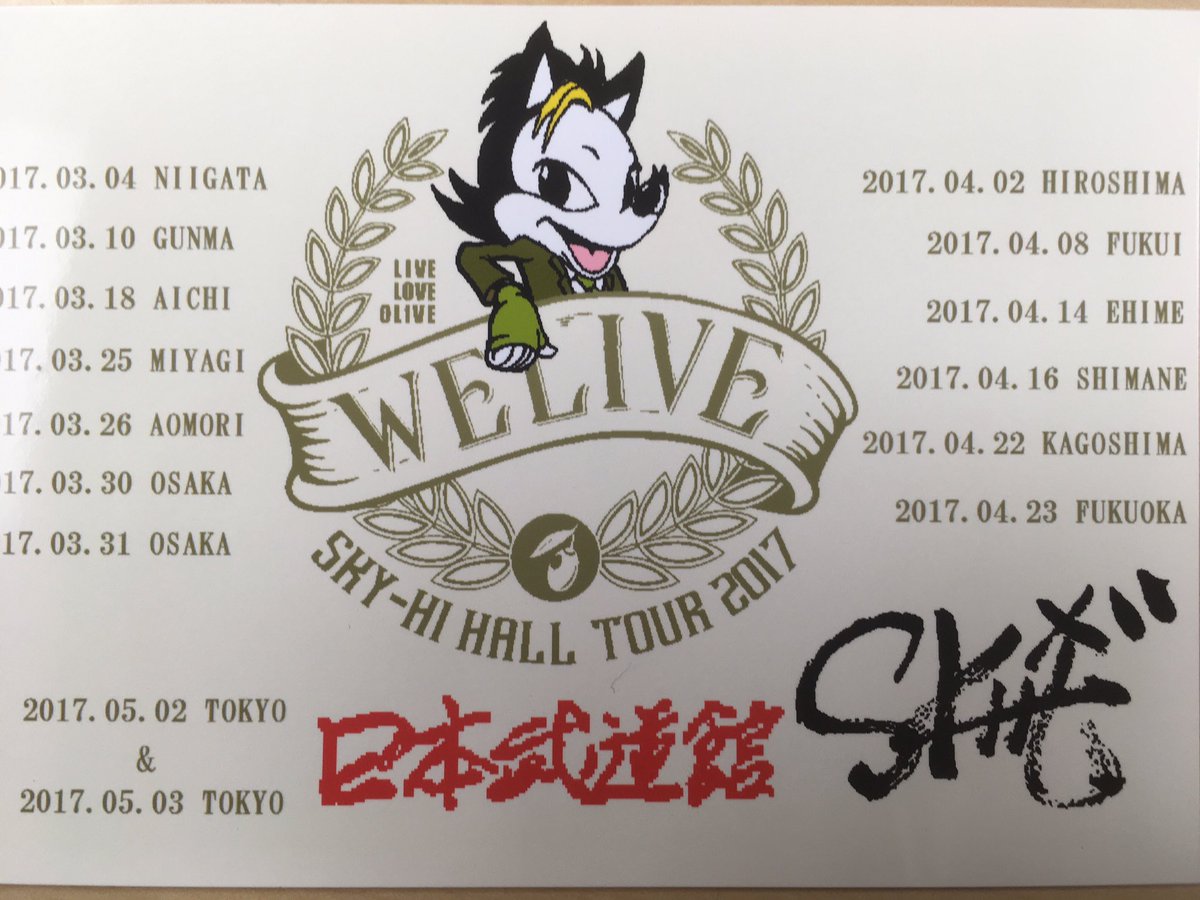 017.03.04 NIIGATA
017.03.10 GUNMA
017.03.18 AICHI
017.03.25 MIYAGI
17.03.26 AOMORI
17.03.30 OSAKA
17.03.31 OSAKA
LIVE
LOVE
OLIVE
WELIVE
SKY-HI HALL TOUR 2017
2017.04.02 HIROSHIMA
2017.04.08 FUKUI
2017.04.14 EHIME
2017.04.16 SHIMANE
2017.04.22 KAGOSHIMA
2017.04.23 FUKUOKA
2017.05.02 TOKYO
&
2017.05.03 TOKYO
日本武道館